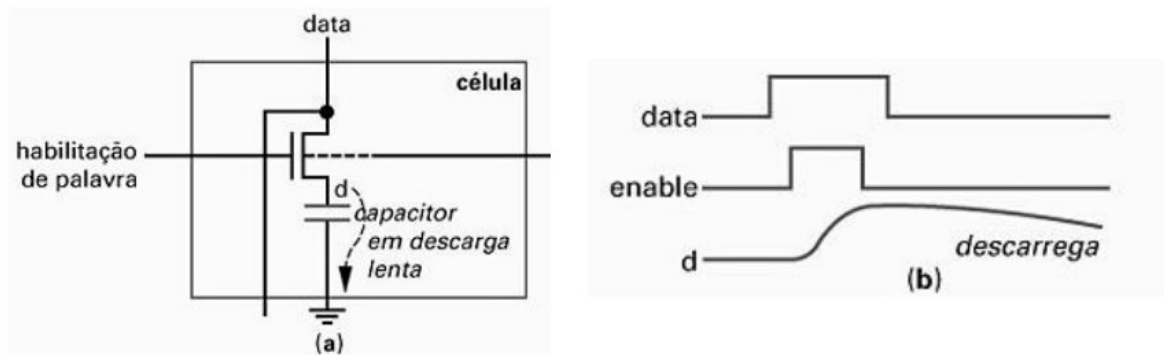 data
célula
habilitação
de palavra
d
capacitor
em descarga
lenta
(a)
data
enable
d
descarrega
(b)